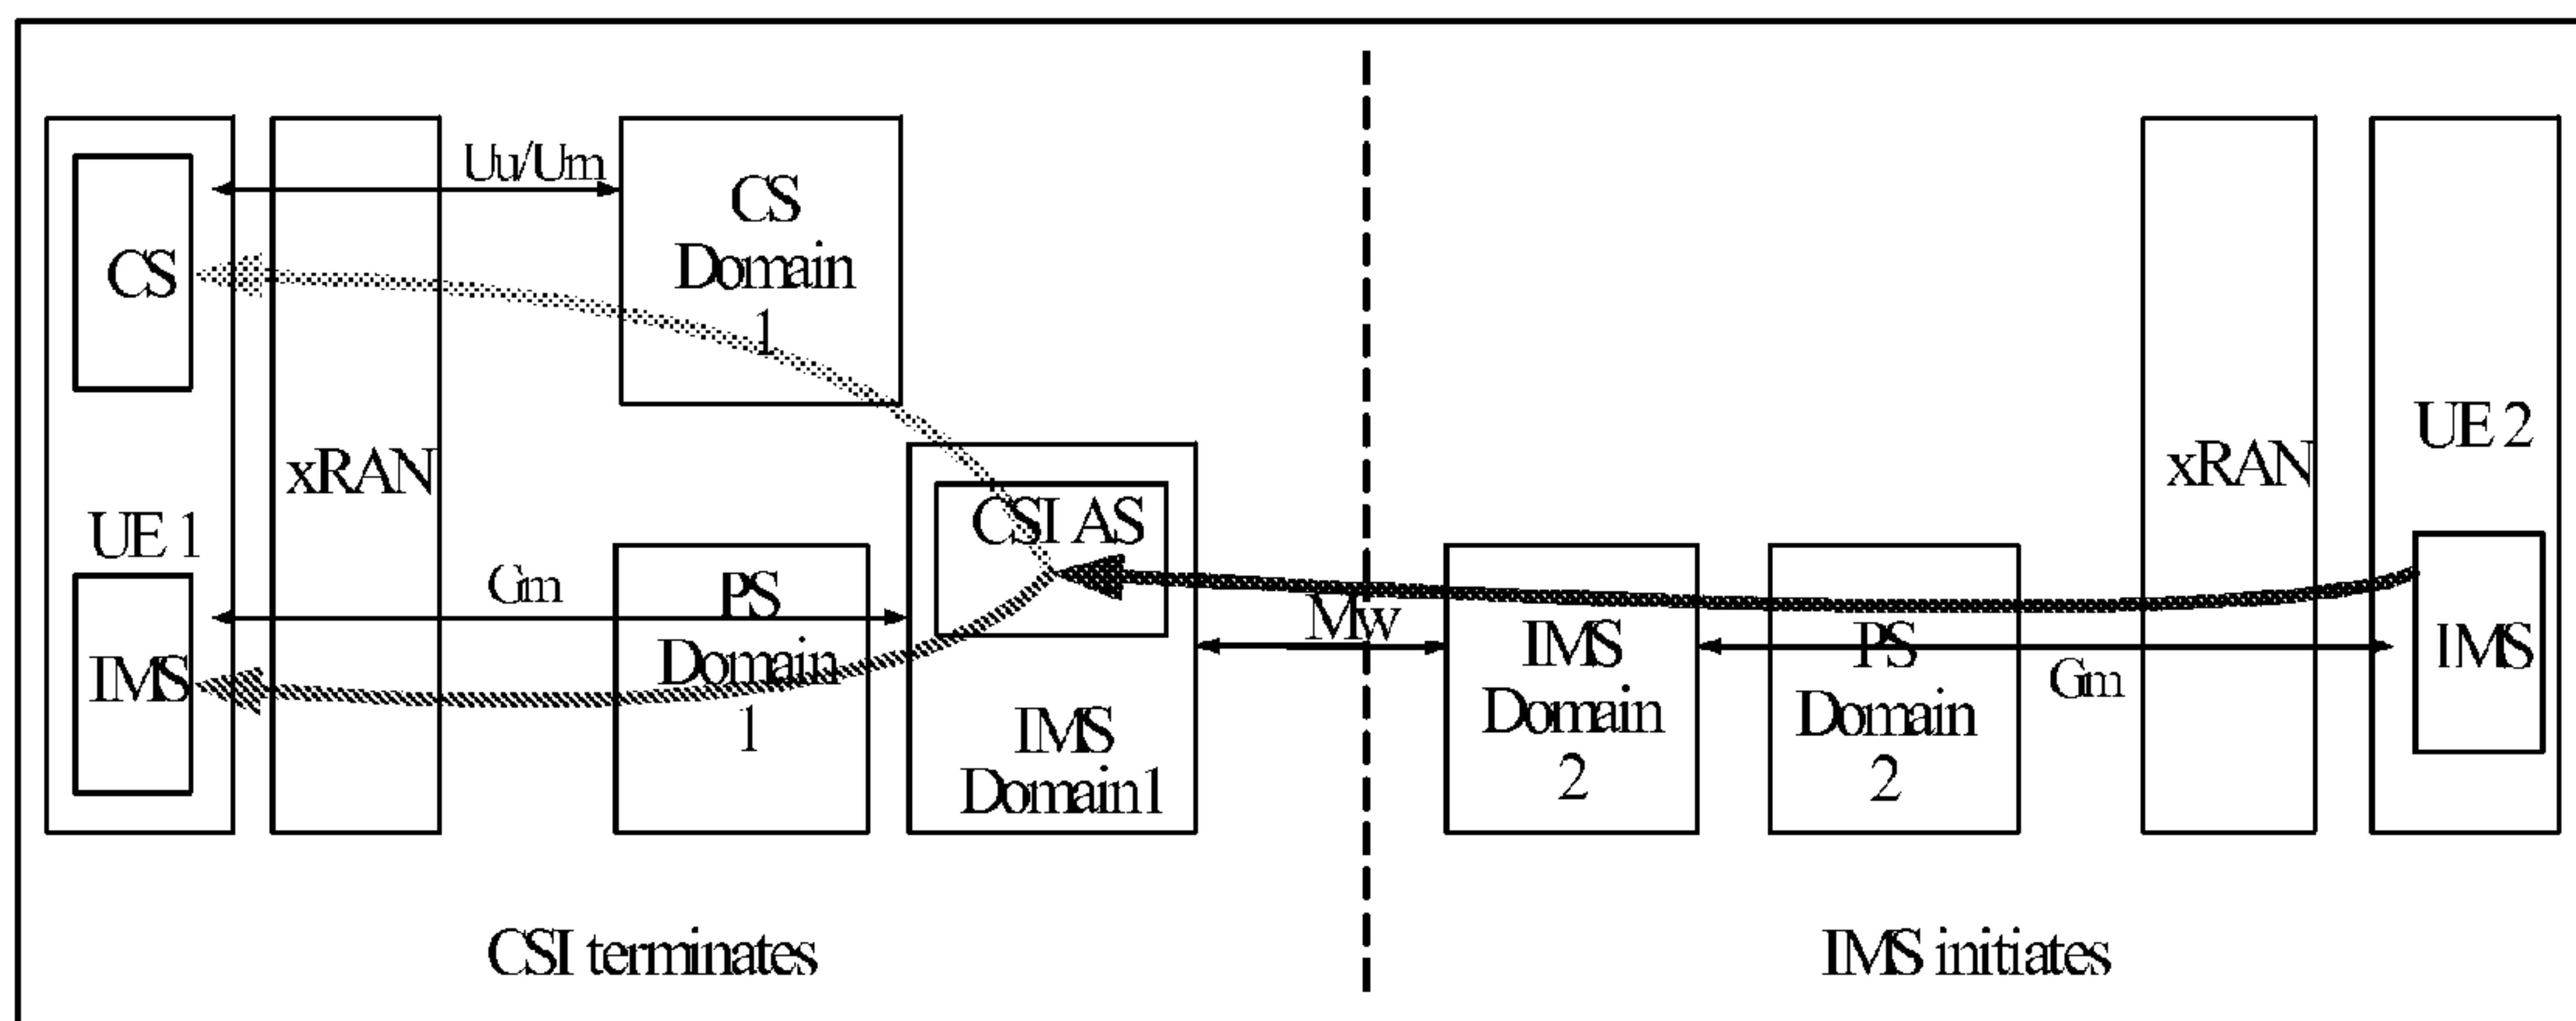 Uu/Um
CS
Domain
1
CS
xRAN
UE 1
Gm
IMS
PS
Domain
1
CSI AS
IMS
Domain1
Mw
IMS
Domain
2
PS
Domain
2
Gm
xRAN
UE 2
IMS
CSI terminates
IMS initiates